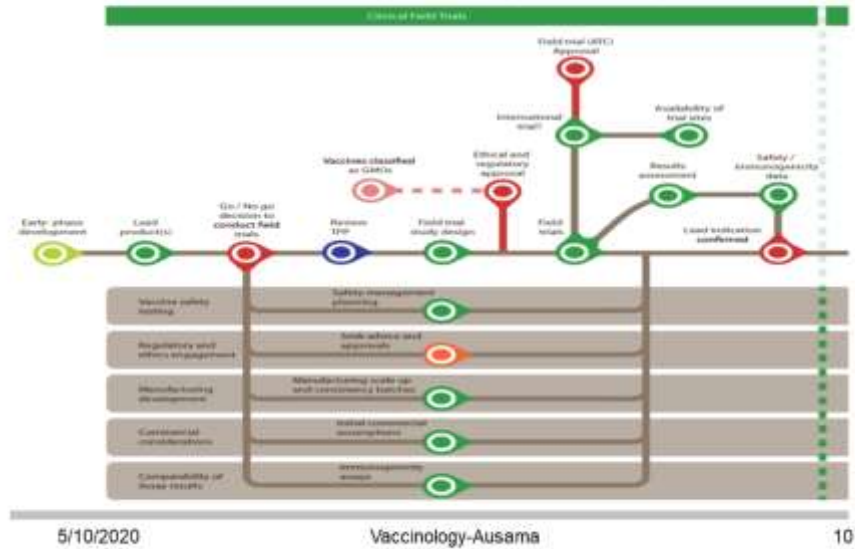 Clinical Field Trials
Field trial (ATC)
Approval
International
trial?
Availability of
trial sites
Vaccines classified
as GMOs
Ethical and
regulatory
approval
Results
assessment
Safety /
immunogenicity
data
Early-phase
development
Lead
product(s)
Go / No go
decision to
conduct field
trials
Review
TPP
Field trial
study design
Field
trials
Lead indication
confirmed
Vaccine safety
testing
Safety management
planning
Regulatory and
ethics engagement
Seek advice and
approvals
Manufacturing
development
Manufacturing scale up
and consistency batches
Commercial
considerations
Initial commercial
assumptions
Comparability of
assay results
Immunogenicity
assays
5/10/2020
Vaccinology-Ausama
10